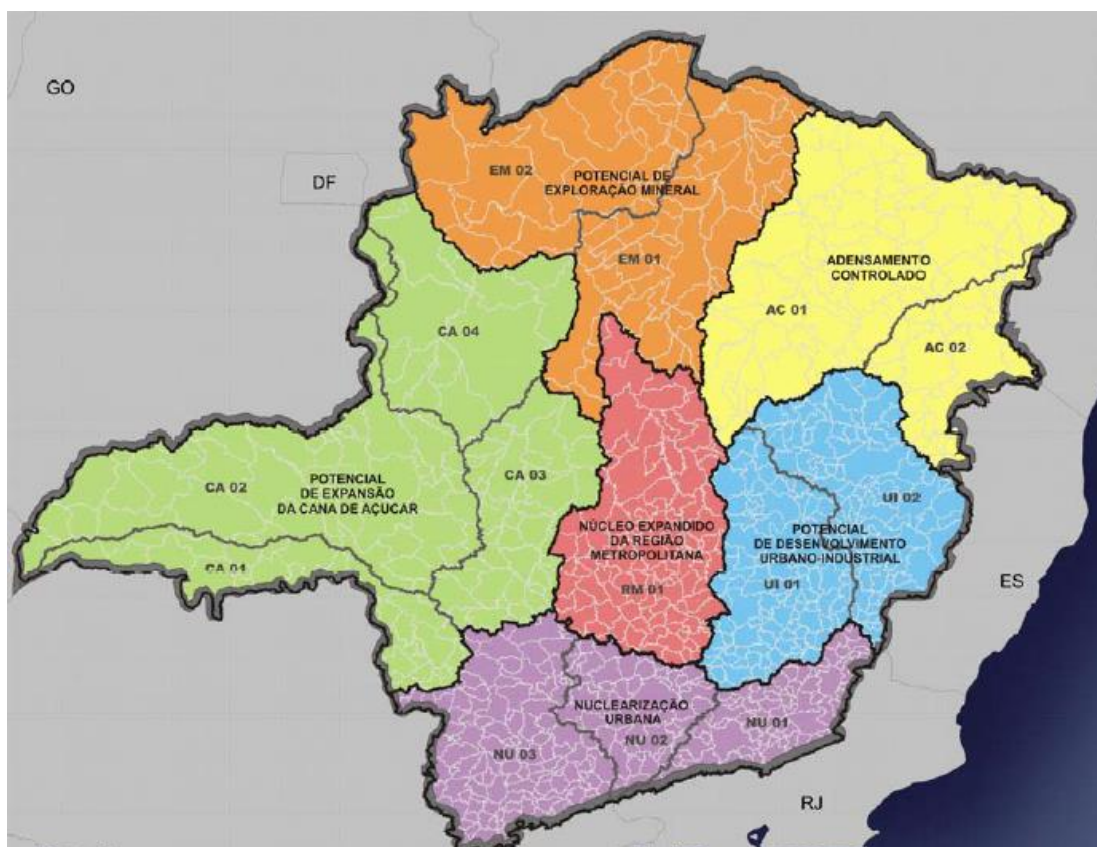 GO
DF
EM 02
POTENCIAL DE
EXPLORAÇÃO MINERAL
EM 01
ADENSAMENTO
CONTROLADO
AC 01
AC 02
CA 04
CA 02
POTENCIAL
DE EXPANSÃO
DA CANA DE AÇUCAR
CA 03
CA 01
NÚCLEO EXPANDIDO
DA REGIÃO
METROPOLITANA
RM 01
UI 02
POTENCIAL
DE DESENVOLVIMENTO
URBANO-INDUSTRIAL
UI 01
ES
NUCLEARIZAÇÃO
URBANA
NU 01
NU 02
NU 03
RJ